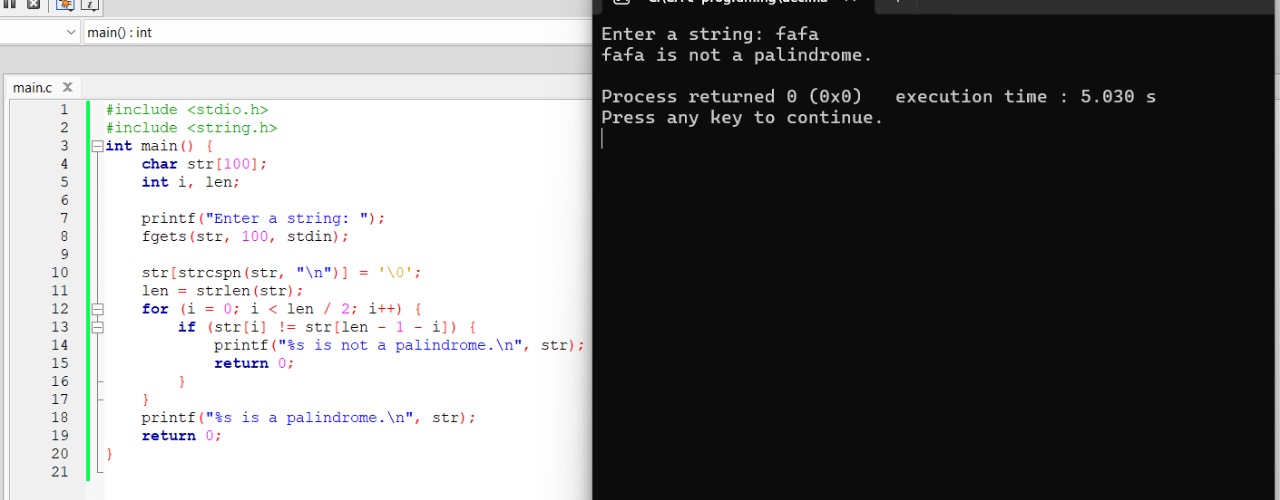 main() : int
main.c
1 #include <stdio.h>
2 #include <string.h>
3 int main() {
4 char str[100];
5 int i, len;
6
7 printf("Enter a string: ");
8 fgets(str, 100, stdin);
9
10 str[strcspn(str, "\n")] = '\0';
11 len = strlen(str);
12 for (i = 0; i < len / 2; i++) {
13 if (str[i] != str[len - 1 - i]) {
14 printf("%s is not a palindrome.\n", str);
15 return 0;
16 }
17 }
18 printf("%s is a palindrome.\n", str);
19 return 0;
20 }
21
Enter a string: fafa
fafa is not a palindrome.
Process returned 0 (0x0) execution time : 5.030 s
Press any key to continue.